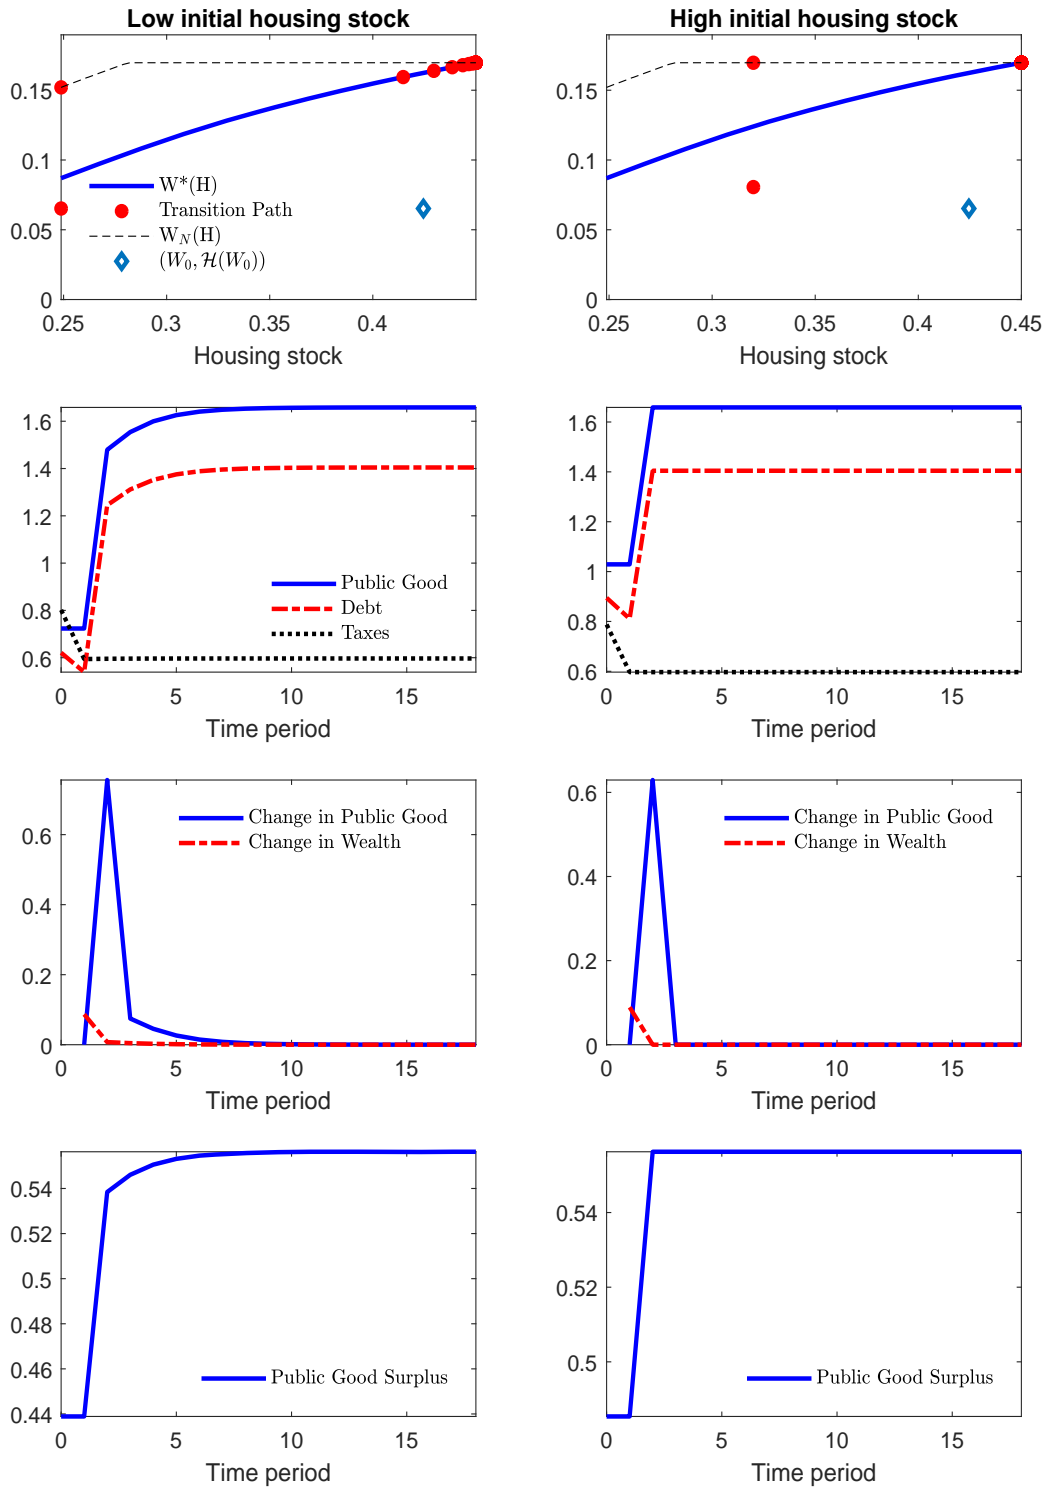 Low initial housing stock
High initial housing stock
0.15
0.1
0.05
0
W*(H)
Transition Path
W_N(H)
(W_0, ℋ(W_0))
0.25 0.3 0.35 0.4
Housing stock
0.15
0.1
0.05
0
0.25 0.3 0.35 0.4 0.45
Housing stock
1.6
1.4
1.2
1
0.8
0.6
Public Good
Debt
Taxes
0 5 10 15
Time period
1.6
1.4
1.2
1
0.8
0.6
0 5 10 15
Time period
0.6
0.4
0.2
0
Change in Public Good
Change in Wealth
0 5 10 15
Time period
0.6
0.4
0.2
0
Change in Public Good
Change in Wealth
0 5 10 15
Time period
0.54
0.52
0.5
0.48
0.46
0.44
Public Good Surplus
0 5 10 15
Time period
0.54
0.52
0.5
Public Good Surplus
0 5 10 15
Time period